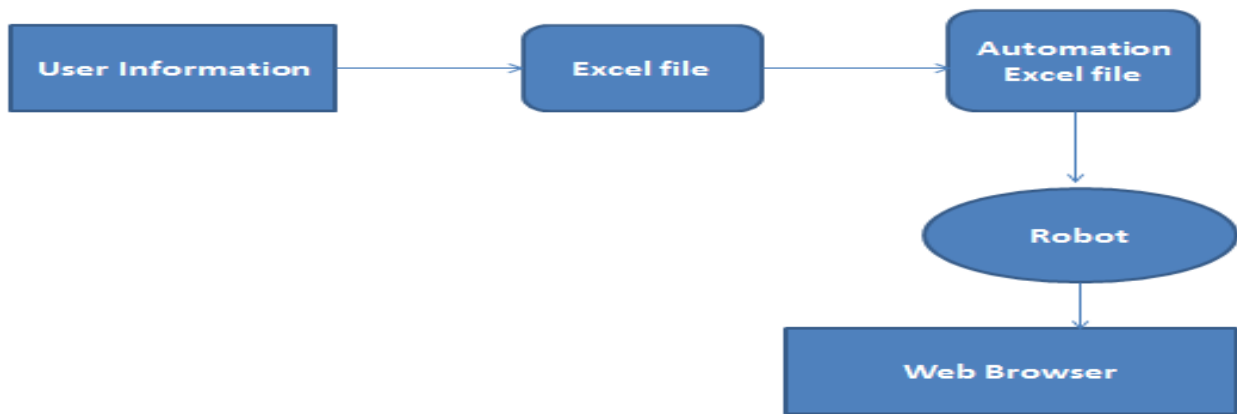 User Information
Excel file
Automation
Excel file
Robot
Web Browser